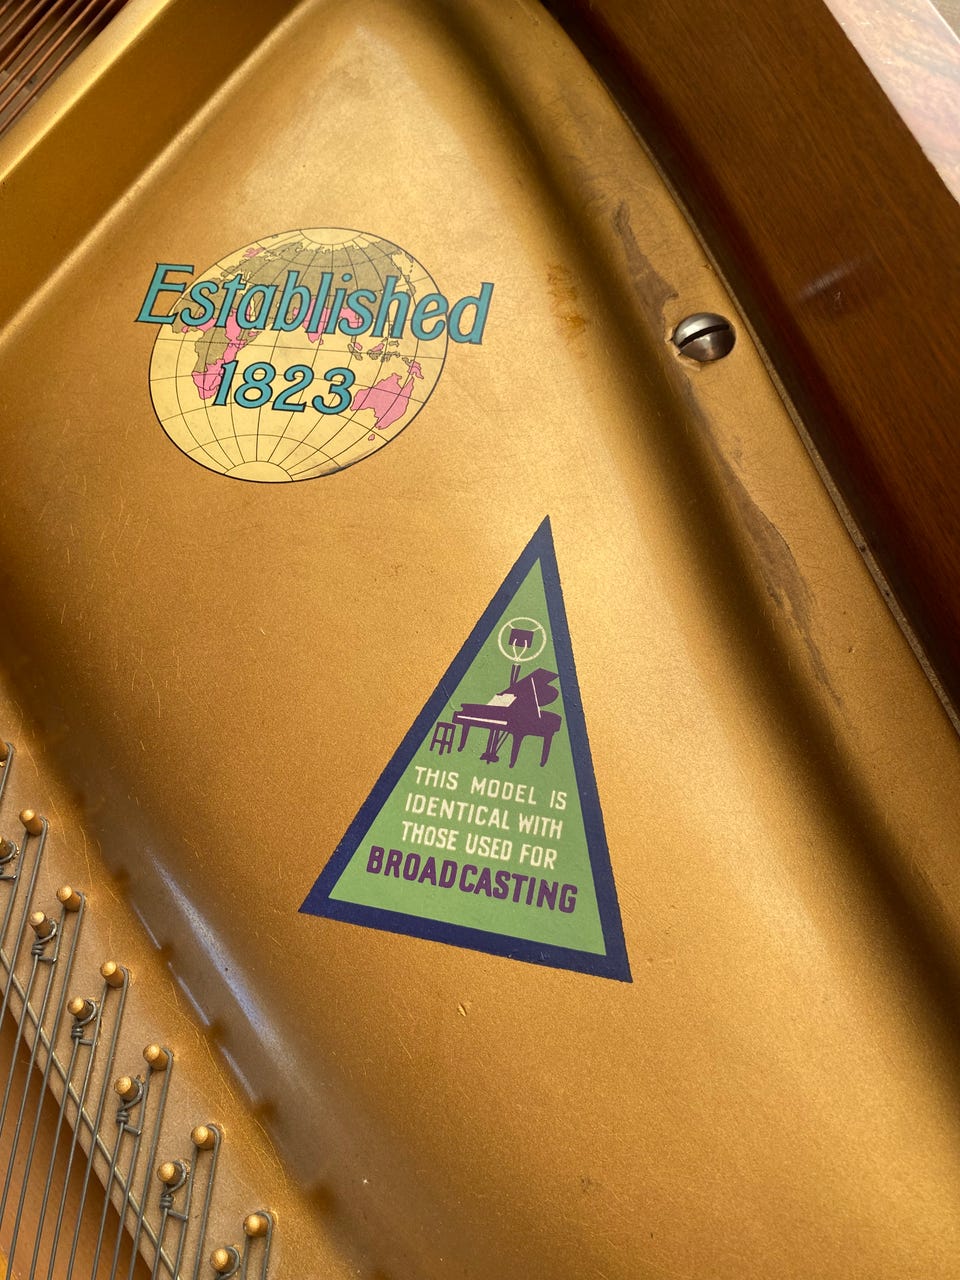 Established
1823
THIS MODEL IS
IDENTICAL WITH
THOSE USED FOR
BROADCASTING